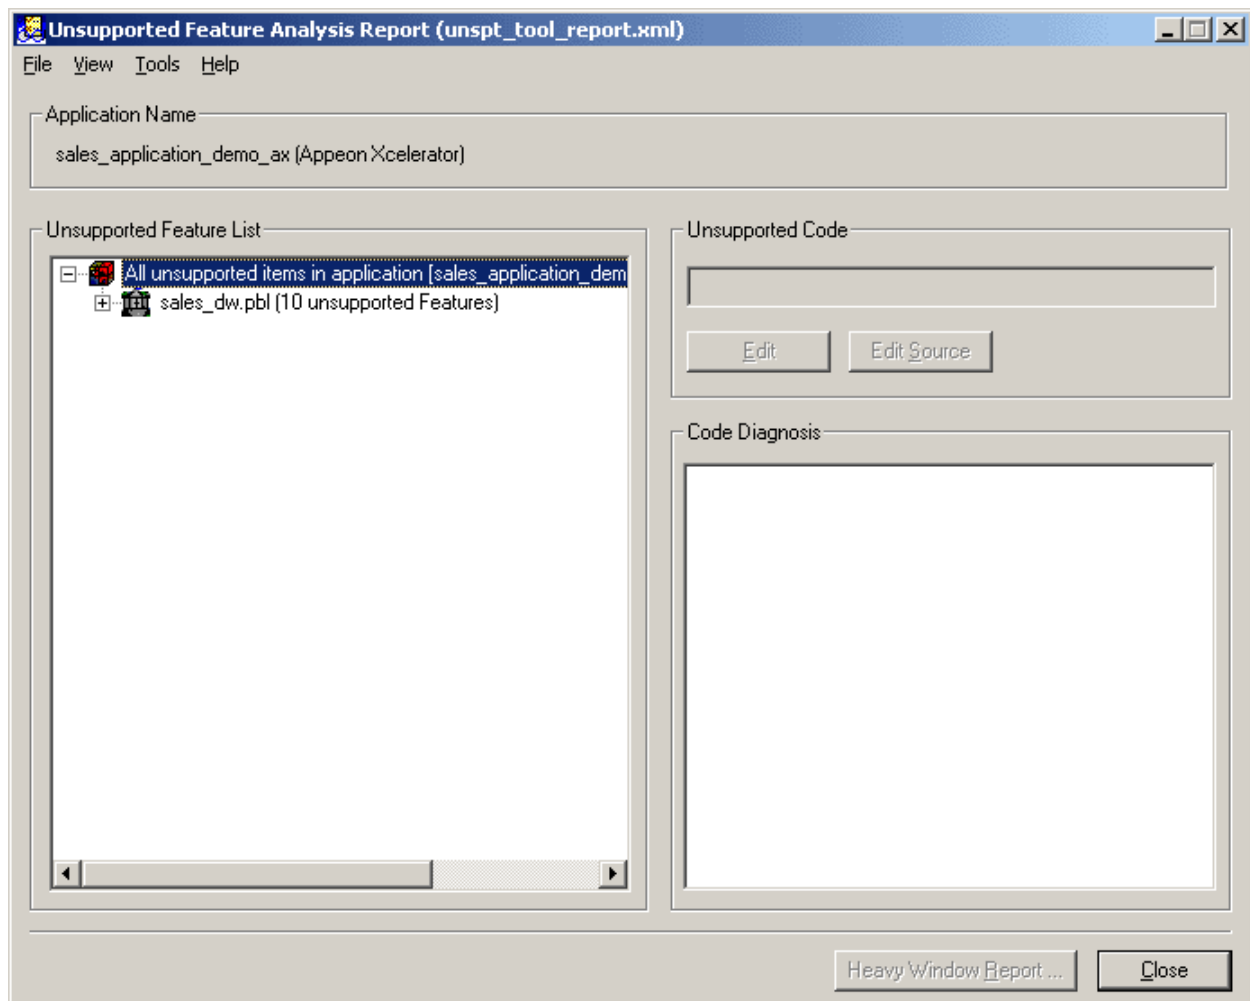 Unsupported Feature Analysis Report (unspt_tool_report.xml)
File View Tools Help
Application Name
sales_application_demo_ax (Appeon Xcelerator)
Unsupported Feature List
All unsupported items in application [sales_application_dem
sales_dw.pbl (10 unsupported Features)
Unsupported Code
Edit Edit Source
Code Diagnosis
Heavy Window Report ... Close